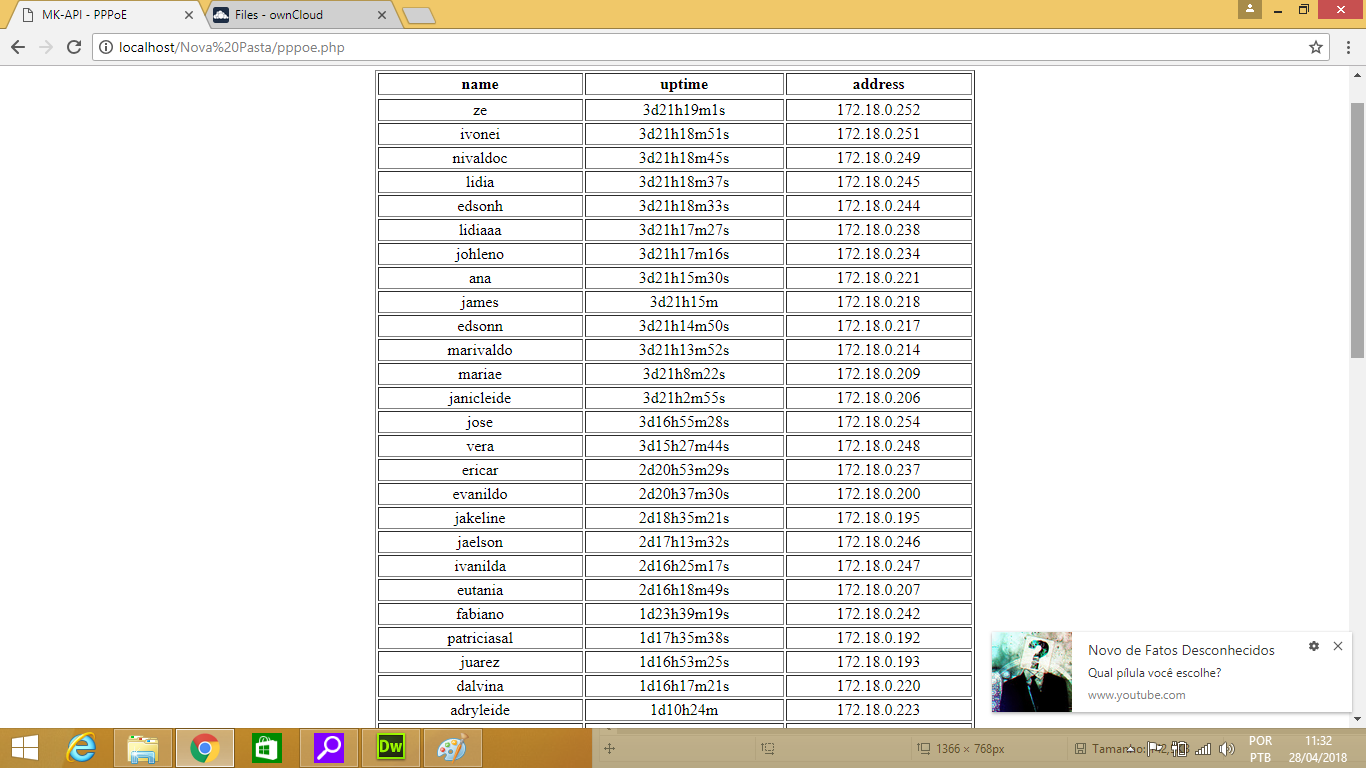 MK-API - PPPoE
Files - ownCloud
localhost/Nova%20Pasta/pppoe.php
name uptime address
ze 3d21h19m1s 172.18.0.252
ivonei 3d21h18m51s 172.18.0.251
nivaldoc 3d21h18m45s 172.18.0.249
lidia 3d21h18m37s 172.18.0.245
edsonh 3d21h18m33s 172.18.0.244
lidiaaa 3d21h17m27s 172.18.0.238
johleno 3d21h17m16s 172.18.0.234
ana 3d21h15m30s 172.18.0.221
james 3d21h15m 172.18.0.218
edsonn 3d21h14m50s 172.18.0.217
marivaldo 3d21h13m52s 172.18.0.214
mariae 3d21h8m22s 172.18.0.209
janicleide 3d21h2m55s 172.18.0.206
jose 3d16h55m28s 172.18.0.254
vera 3d15h27m44s 172.18.0.248
ericar 2d20h53m29s 172.18.0.237
evanildo 2d20h37m30s 172.18.0.200
jakeline 2d18h35m21s 172.18.0.195
jaelson 2d17h13m32s 172.18.0.246
ivanilda 2d16h25m17s 172.18.0.247
eutania 2d16h18m49s 172.18.0.207
fabiano 1d23h39m19s 172.18.0.242
patriciasal 1d17h35m38s 172.18.0.192
juarez 1d16h53m25s 172.18.0.193
dalvina 1d16h17m21s 172.18.0.220
adryleide 1d10h24m 172.18.0.223
?
Novo de Fatos Desconhecidos
Qual pílula você escolhe?
www.youtube.com
Dw
1366 × 768px
Tamanho:
POR
PTB
11:32
28/04/2018